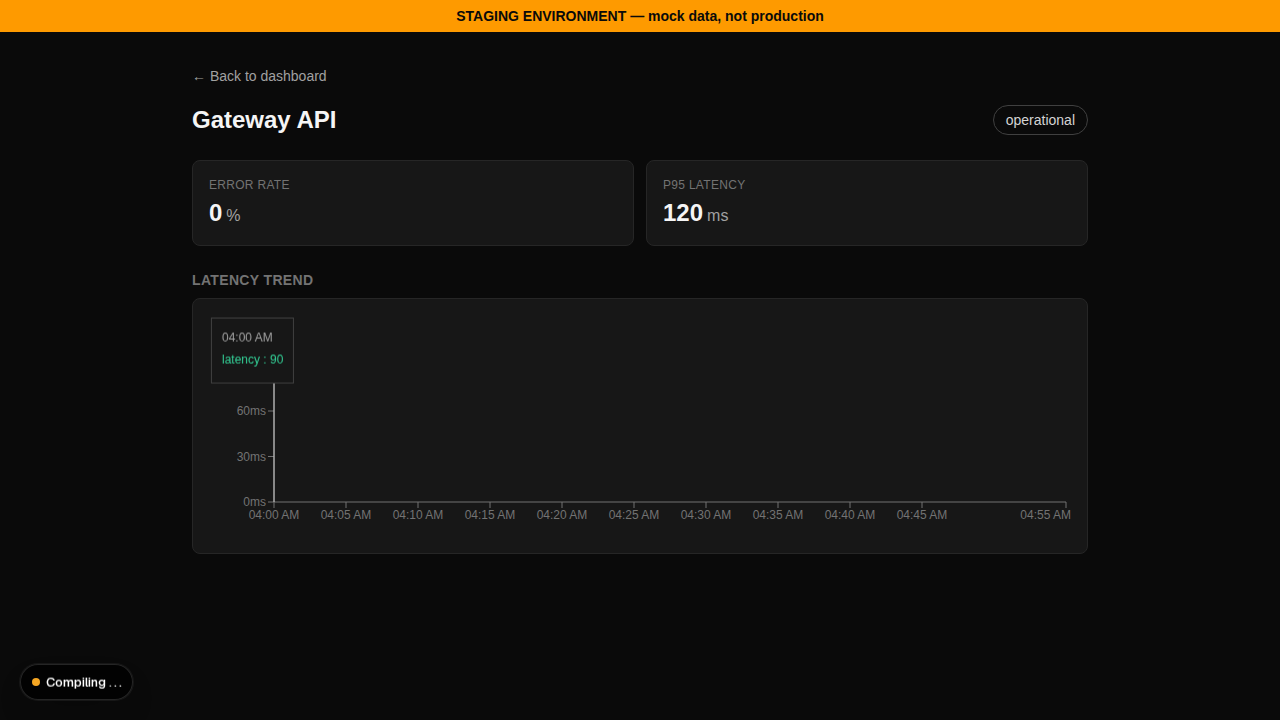 STAGING ENVIRONMENT — mock data, not production
← Back to dashboard
Gateway API
operational
ERROR RATE
0 %
P95 LATENCY
120 ms
LATENCY TREND
04:00 AM
latency : 90
60ms
30ms
0ms
04:00 AM 04:05 AM 04:10 AM 04:15 AM 04:20 AM 04:25 AM 04:30 AM 04:35 AM 04:40 AM 04:45 AM 04:55 AM
Compiling ...